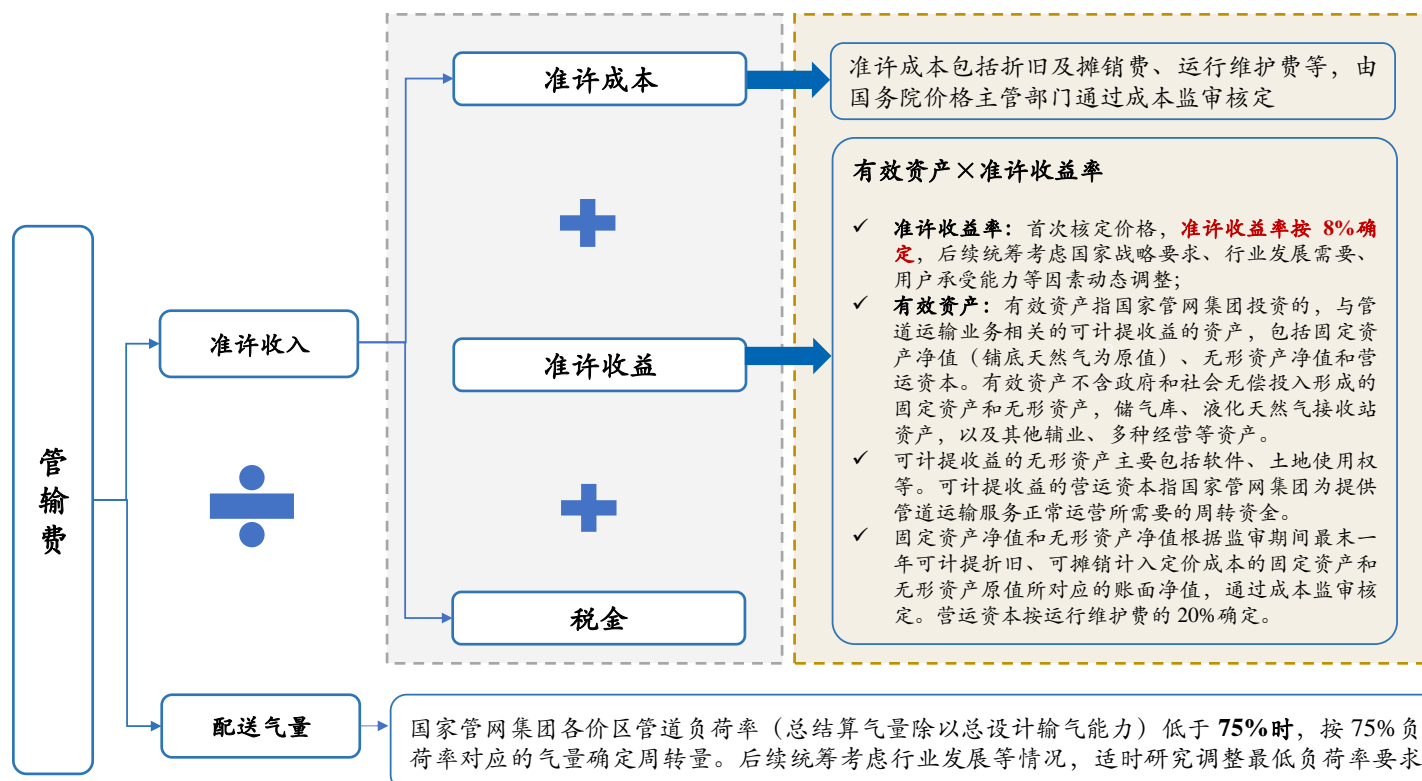 管
输
费
准许收入
配送气量
准许成本
准许收益
税金
准许成本包括折旧及摊销费、运行维护费等，由
国务院价格主管部门通过成本监审核定
有效资产×准许收益率
✓ 准许收益率：首次核定价格，准许收益率按 8%确
定，后续统筹考虑国家战略要求、行业发展需要、
用户承受能力等因素动态调整；
✓ 有效资产：有效资产指国家管网集团投资的，与管
道运输业务相关的可计提收益的资产，包括固定资
产净值（铺底天然气为原值）、无形资产净值和营
运资本。有效资产不含政府和社会无偿投入形成的
固定资产和无形资产，储气库、液化天然气接收站
资产，以及其他辅业、多种经营等资产。
✓ 可计提收益的无形资产主要包括软件、土地使用权
等。可计提收益的营运资本指国家管网集团为提供
管道运输服务正常运营所需要的周转资金。
✓ 固定资产净值和无形资产净值根据监审期间最末一
年可计提折旧、可摊销计入定价成本的固定资产和
无形资产原值所对应的账面净值，通过成本监审核
定。营运资本按运行维护费的 20%确定。
国家管网集团各价区管道负荷率（总结算气量除以总设计输气能力）低于 75%时，按 75%负
荷率对应的气量确定周转量。后续统筹考虑行业发展等情况，适时研究调整最低负荷率要求